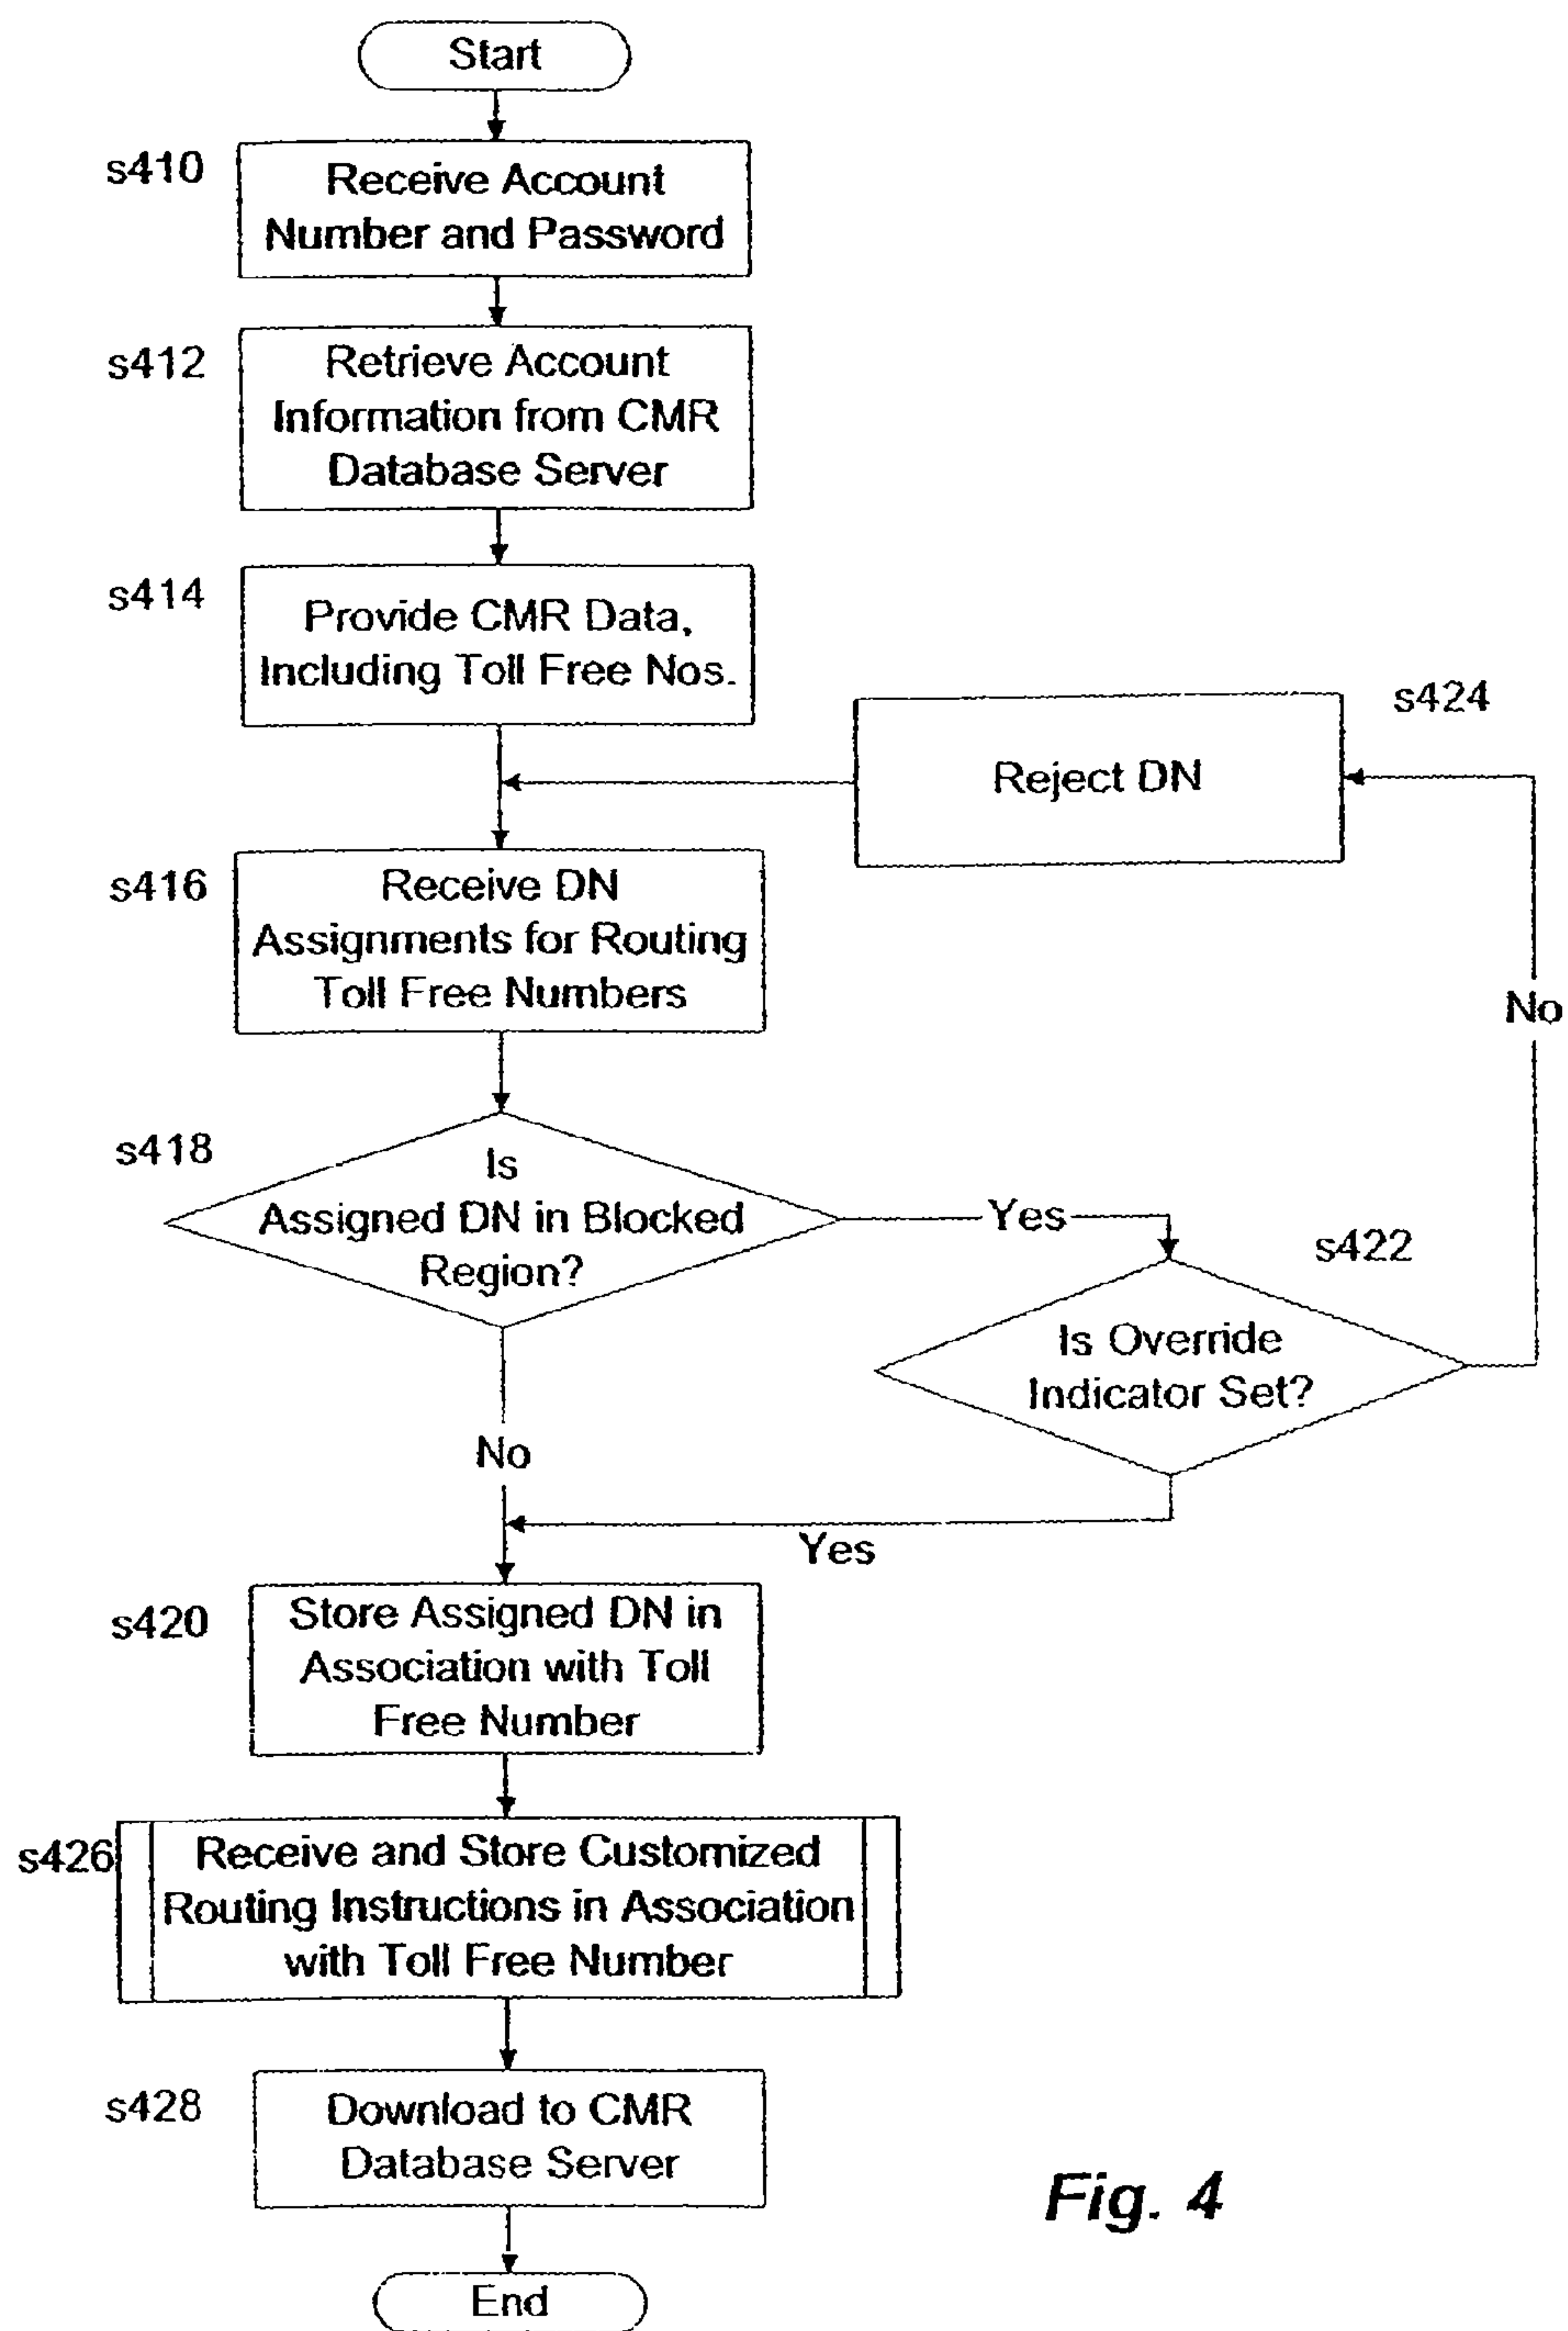 Start
s410
Receive Account
Number and Password
s412
Retrieve Account
Information from CMR
Database Server
s414
Provide CMR Data,
Including Toll Free Nos.
s424
Reject DN
s416
Receive DN
Assignments for Routing
Toll Free Numbers
No
s418
Is
Assigned DN in Blocked
Region?
Yes
s422
Is Override
Indicator Set?
No
Yes
s420
Store Assigned DN in
Association with Toll
Free Number
s426
Receive and Store Customized
Routing Instructions in Association
with Toll Free Number
s428
Download to CMR
Database Server
Fig. 4
End